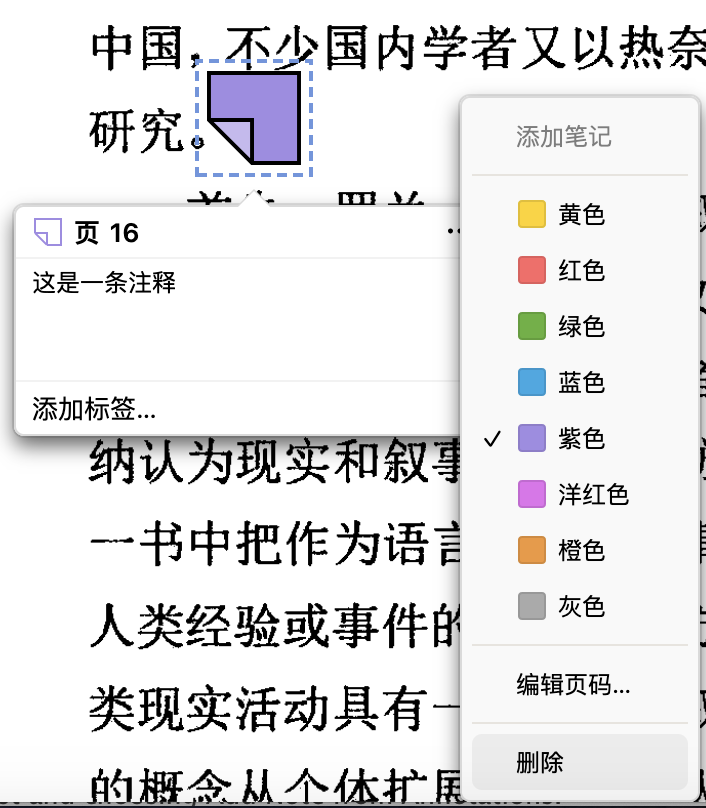 中国，不少国内学者又以热奈
研究。
页 16
这是一条注释
添加标签...
添加笔记
黄色
红色
绿色
蓝色
紫色
洋红色
橙色
灰色
编辑页码...
删除
纳认为现实和叙事
一书中把作为语言
人类经验或事件的
类现实活动具有一
的概念从个体扩展